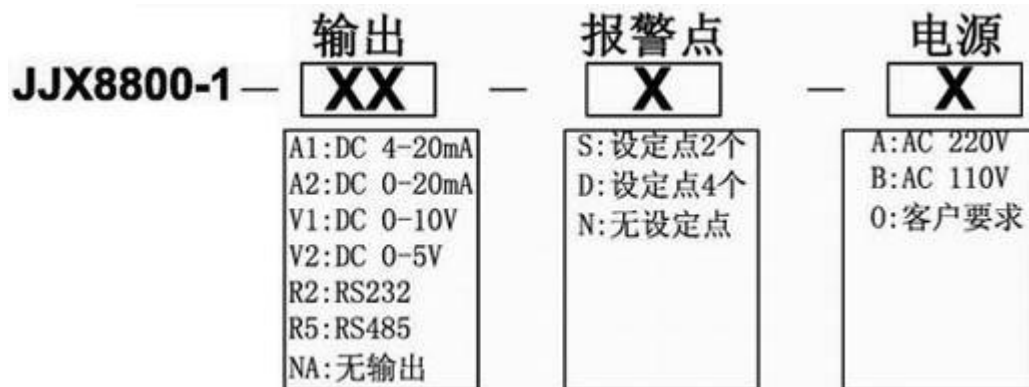 输出 报警点 电源
JJX8800-1— XX — X — X
A1:DC 4-20mA
A2:DC 0-20mA
V1:DC 0-10V
V2:DC 0-5V
R2:RS232
R5:RS485
NA:无输出
S:设定点2个
D:设定点4个
N:无设定点
A:AC 220V
B:AC 110V
O:客户要求